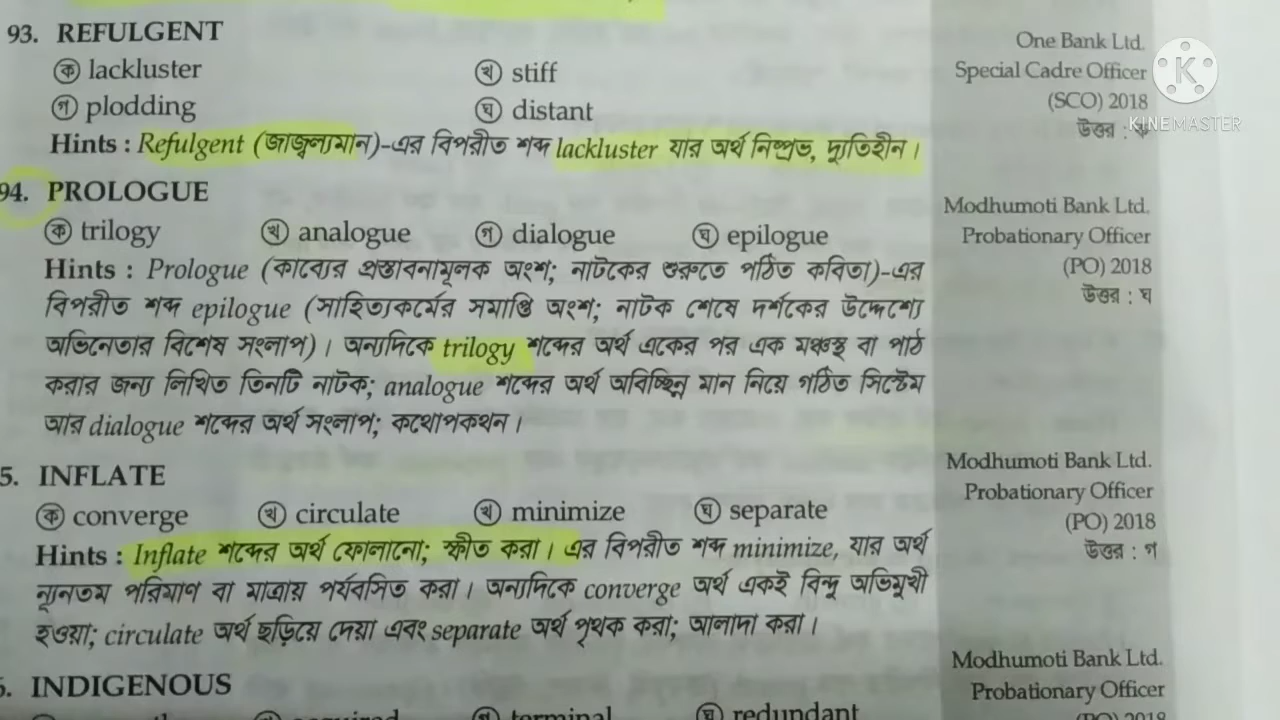 93. REFULGENT
ক lackluster খ stiff
গ plodding ঘ distant
Hints : Refulgent (জাজ্বল্যমান)-এর বিপরীত শব্দ lackluster যার অর্থ নিষ্প্রভ, দ্যুতিহীন।
One Bank Ltd.
Special Cadre Officer
(SCO) 2018
উত্তর : ক
KINEMASTER
94. PROLOGUE
ক trilogy খ analogue গ dialogue ঘ epilogue
Hints : Prologue (কাব্যের প্রস্তাবনামূলক অংশ; নাটকের শুরুতে পঠিত কবিতা)-এর
বিপরীত শব্দ epilogue (সাহিত্যকর্মের সমাপ্তি অংশ; নাটক শেষে দর্শকের উদ্দেশ্যে
অভিনেতার বিশেষ সংলাপ)। অন্যদিকে trilogy শব্দের অর্থ একের পর এক মঞ্চস্থ বা পাঠ
করার জন্য লিখিত তিনটি নাটক; analogue শব্দের অর্থ অবিচ্ছিন্ন মান নিয়ে গঠিত সিস্টেম
আর dialogue শব্দের অর্থ সংলাপ; কথোপকথন।
Modhumoti Bank Ltd.
Probationary Officer
(PO) 2018
উত্তর : ঘ
5. INFLATE
ক converge খ circulate খ minimize ঘ separate
Hints : Inflate শব্দের অর্থ ফোলানো; স্ফীত করা। এর বিপরীত শব্দ minimize, যার অর্থ
ন্যূনতম পরিমাণ বা মাত্রায় পর্যবসিত করা। অন্যদিকে converge অর্থ একই বিন্দু অভিমুখী
হওয়া; circulate অর্থ ছড়িয়ে দেয়া এবং separate অর্থ পৃথক করা; আলাদা করা।
Modhumoti Bank Ltd.
Probationary Officer
(PO) 2018
উত্তর : গ
. INDIGENOUS
acquired গ terminal ঘ redundant
Modhumoti Bank Ltd.
Probationary Officer
(PO) 2018